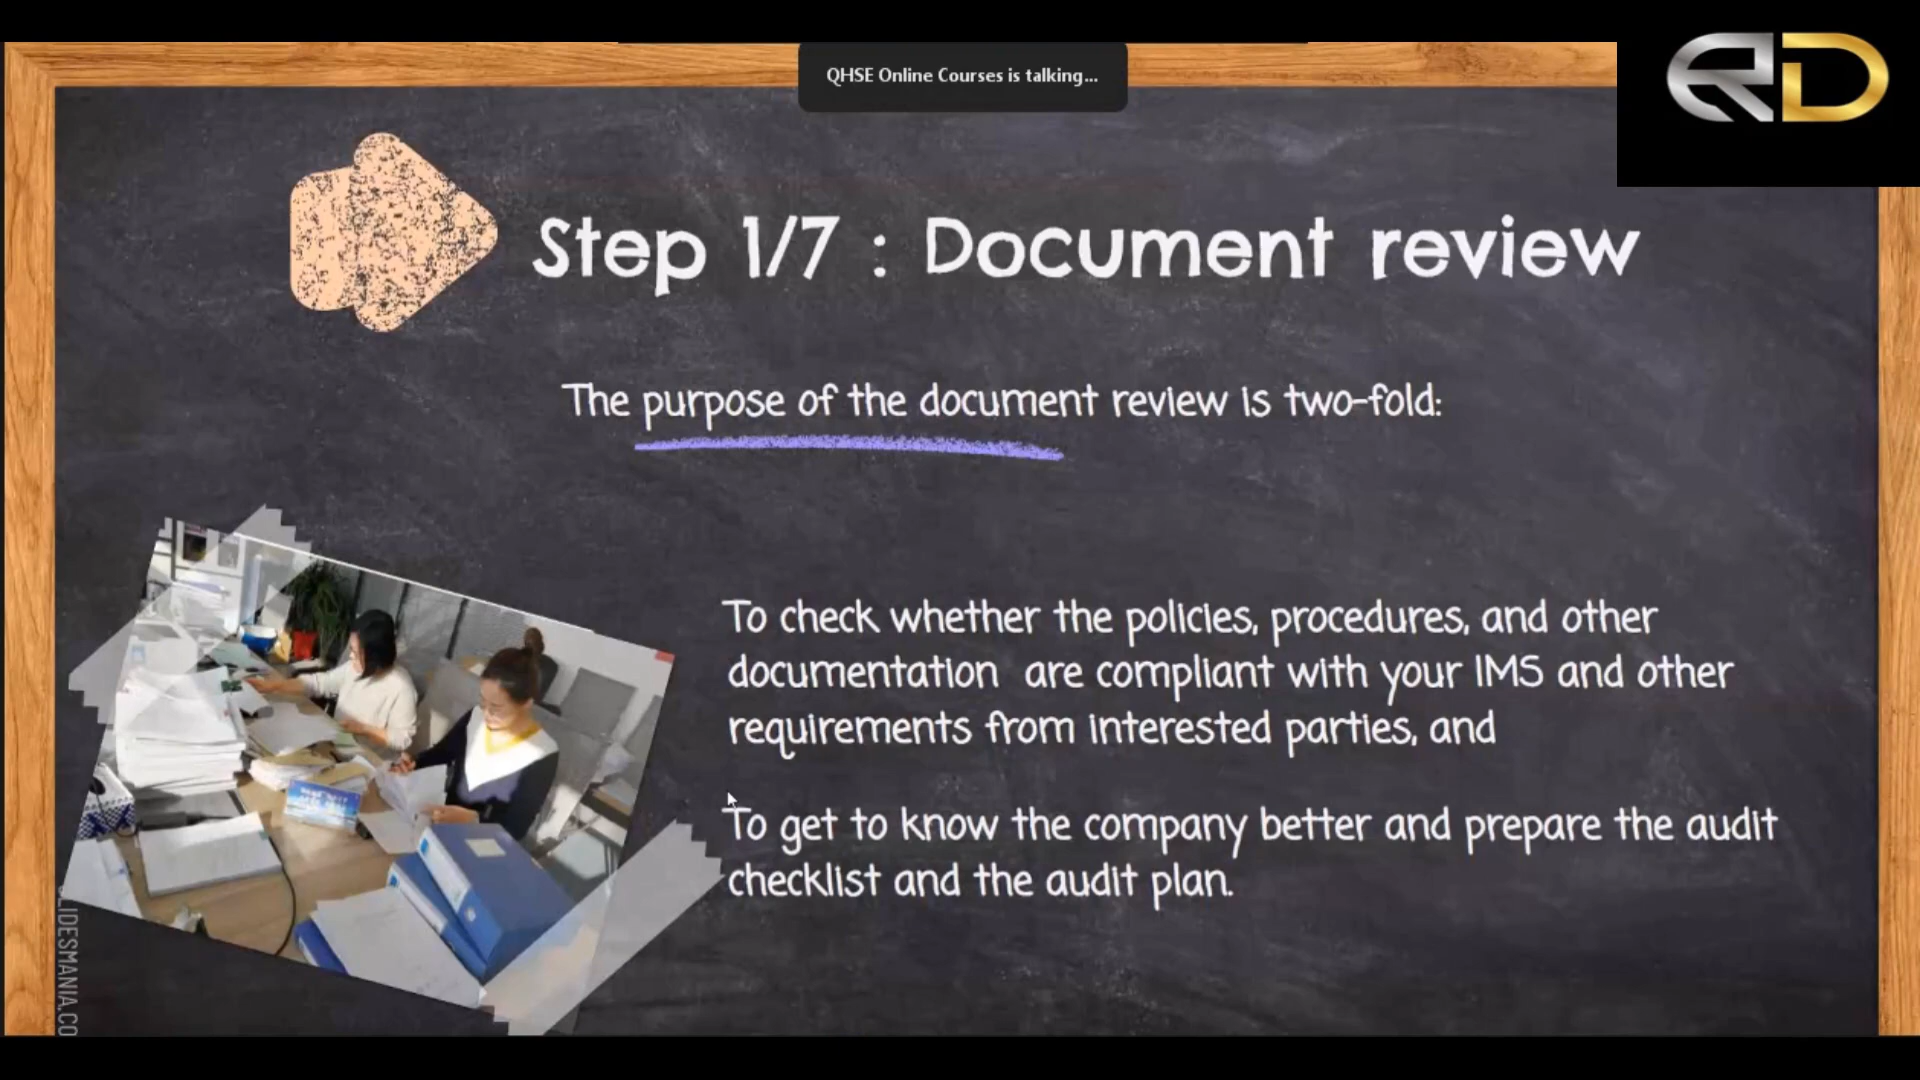 QHSE Online Courses is talking...
RD
Step 1/7 : Document review
The purpose of the document review is two-fold:
To check whether the policies, procedures, and other
documentation are compliant with your IMS and other
requirements from interested parties, and
To get to know the company better and prepare the audit
checklist and the audit plan.
LIDESMANIA.CO